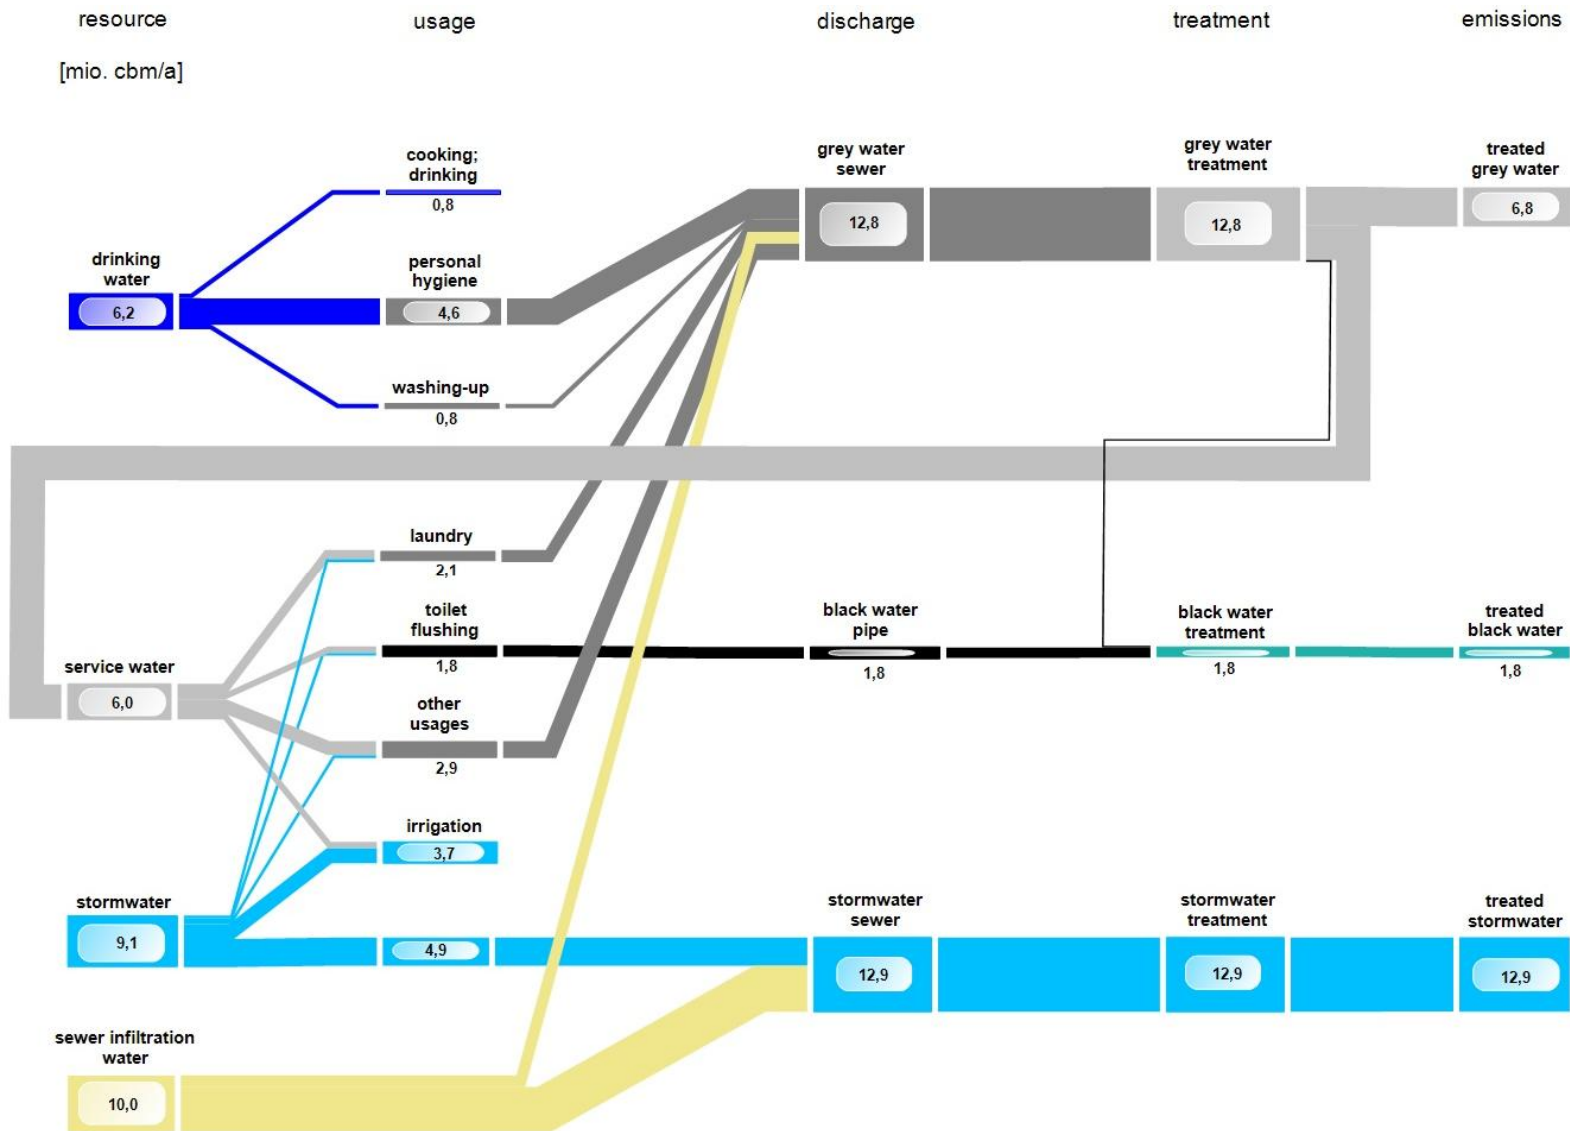 resource
usage
discharge
treatment
emissions
[mio. cbm/a]
cooking;
drinking
0,8
grey water
sewer
12,8
grey water
treatment
12,8
treated
grey water
6,8
drinking
water
6,2
personal
hygiene
4,6
washing-up
0,8
laundry
2,1
toilet
flushing
1,8
black water
pipe
1,8
black water
treatment
1,8
treated
black water
1,8
service water
6,0
other
usages
2,9
irrigation
3,7
stormwater
9,1
4,9
stormwater
sewer
12,9
stormwater
treatment
12,9
treated
stormwater
12,9
sewer infiltration
water
10,0